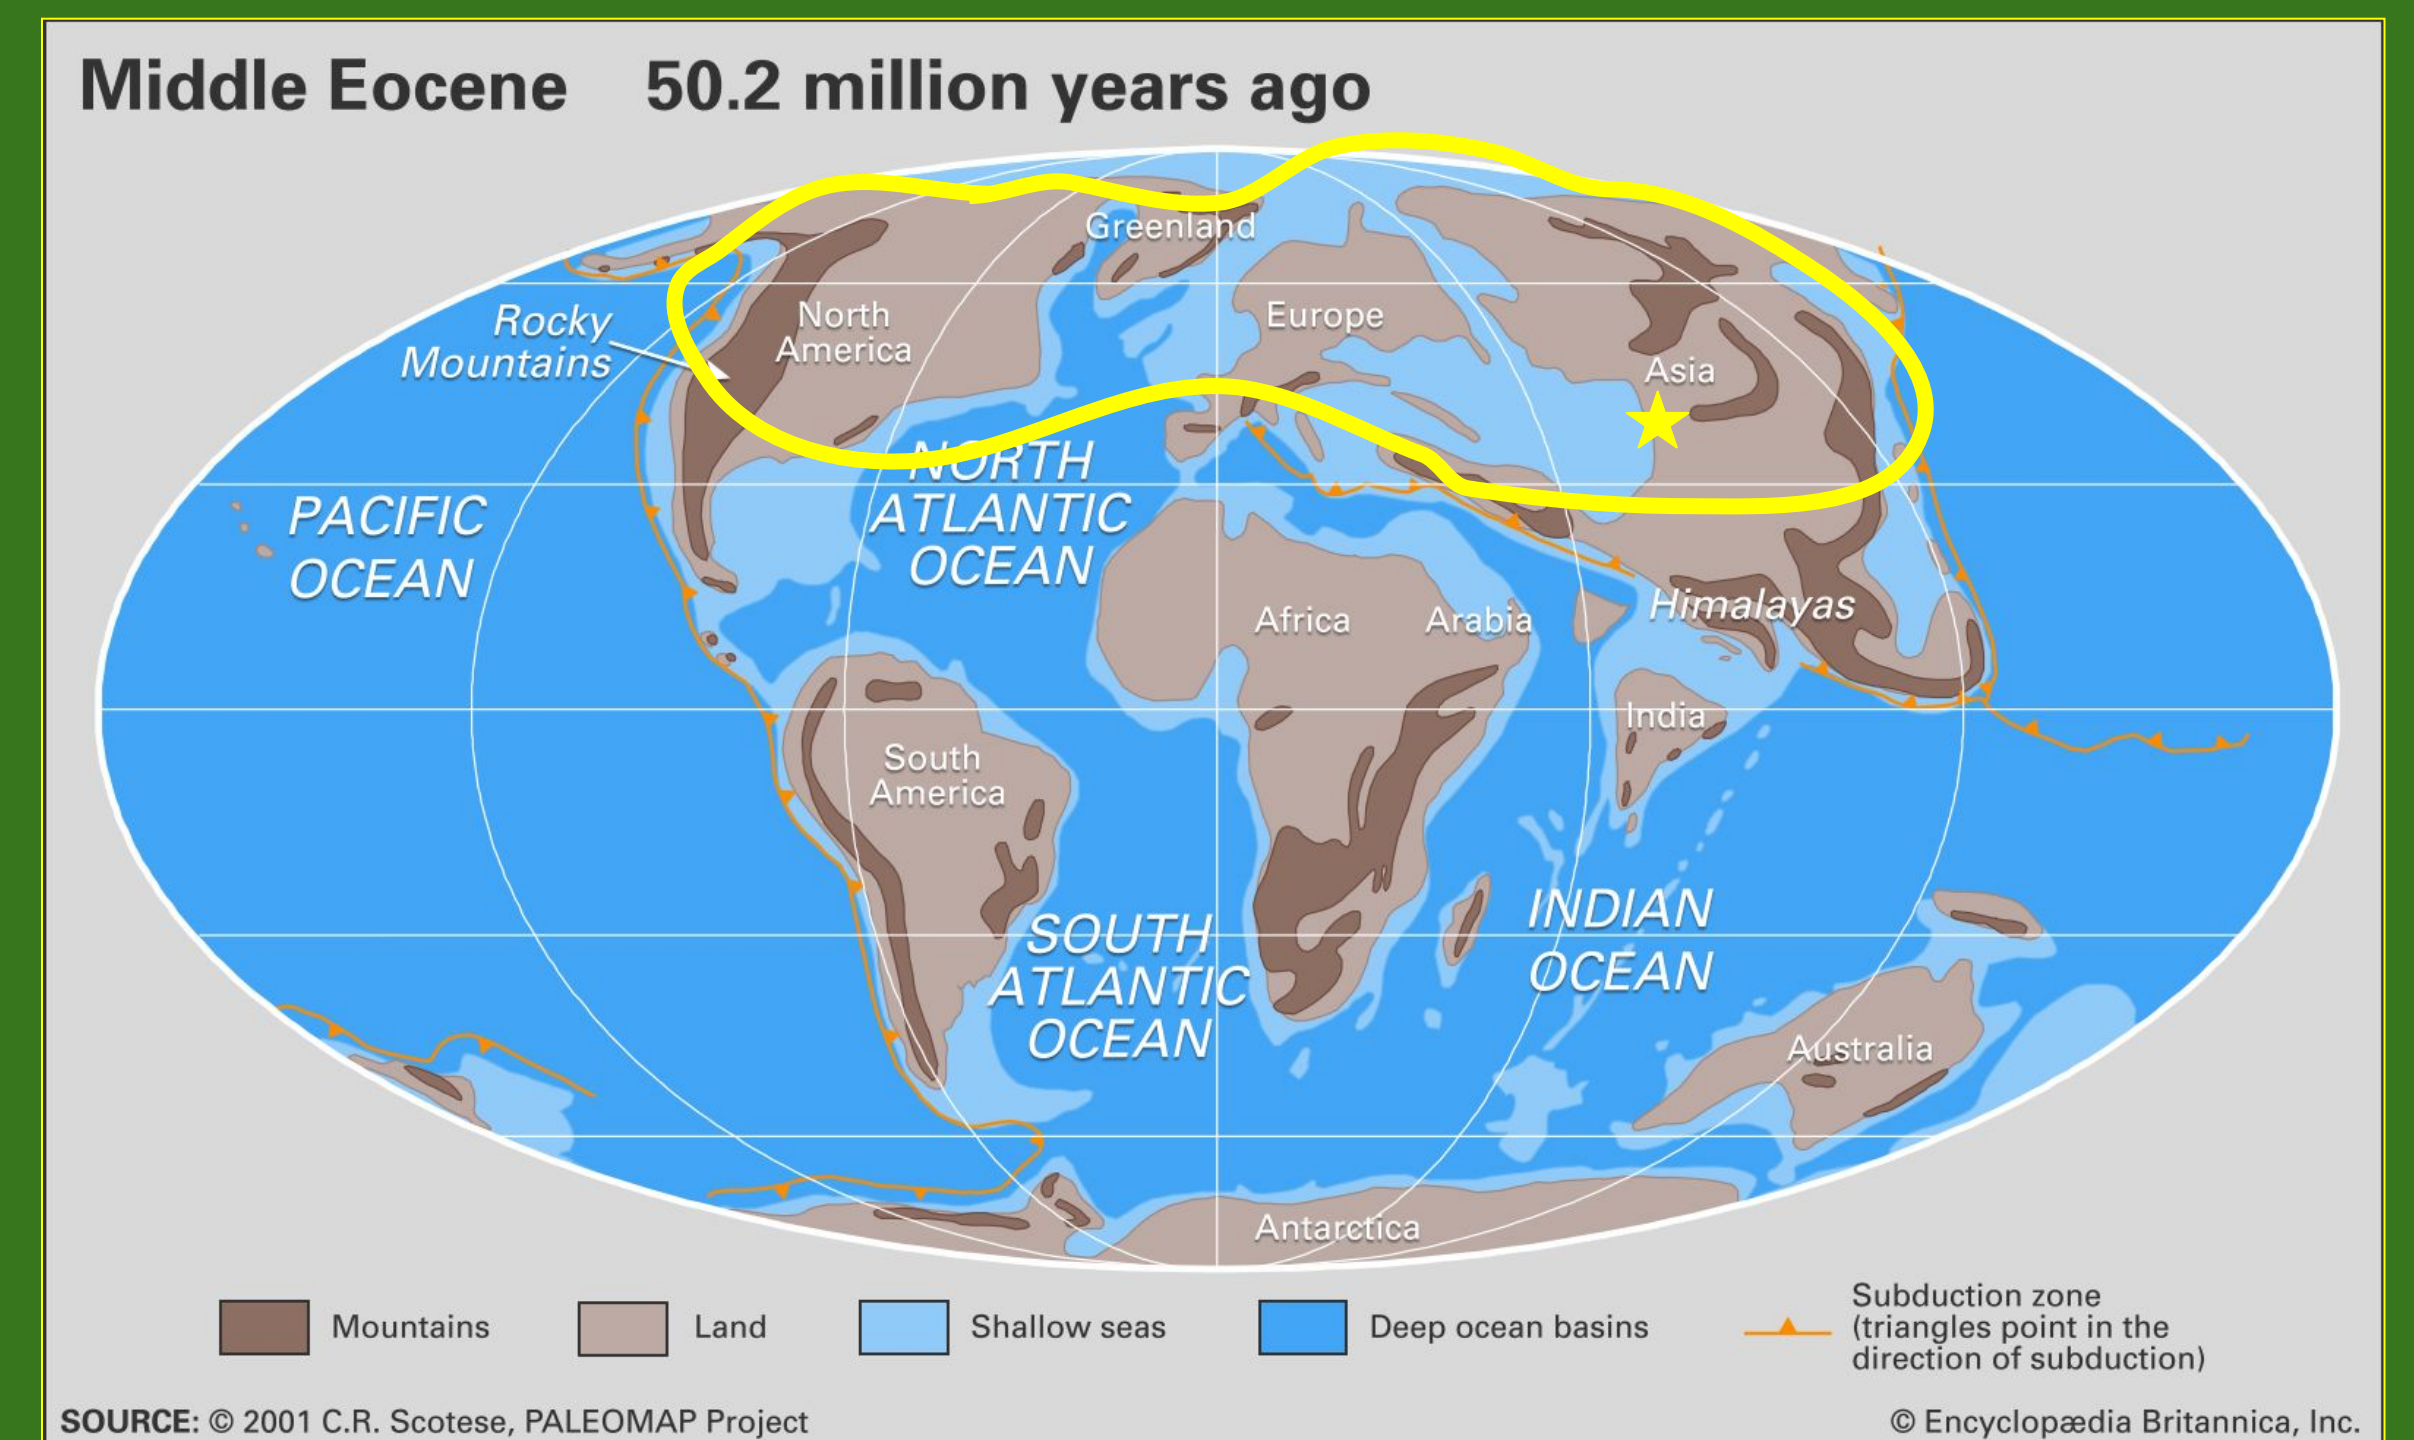 Middle Eocene 50.2 million years ago
Greenland
Rocky
Mountains
North
America
Europe
Asia
PACIFIC
OCEAN
NORTH
ATLANTIC
OCEAN
Africa
Arabia
Himalayas
India
South
America
SOUTH
ATLANTIC
OCEAN
INDIAN
OCEAN
Australia
Antarctica
Mountains
Land
Shallow seas
Deep ocean basins
Subduction zone
(triangles point in the
direction of subduction)
SOURCE: © 2001 C.R. Scotese, PALEOMAP Project
© Encyclopædia Britannica, Inc.